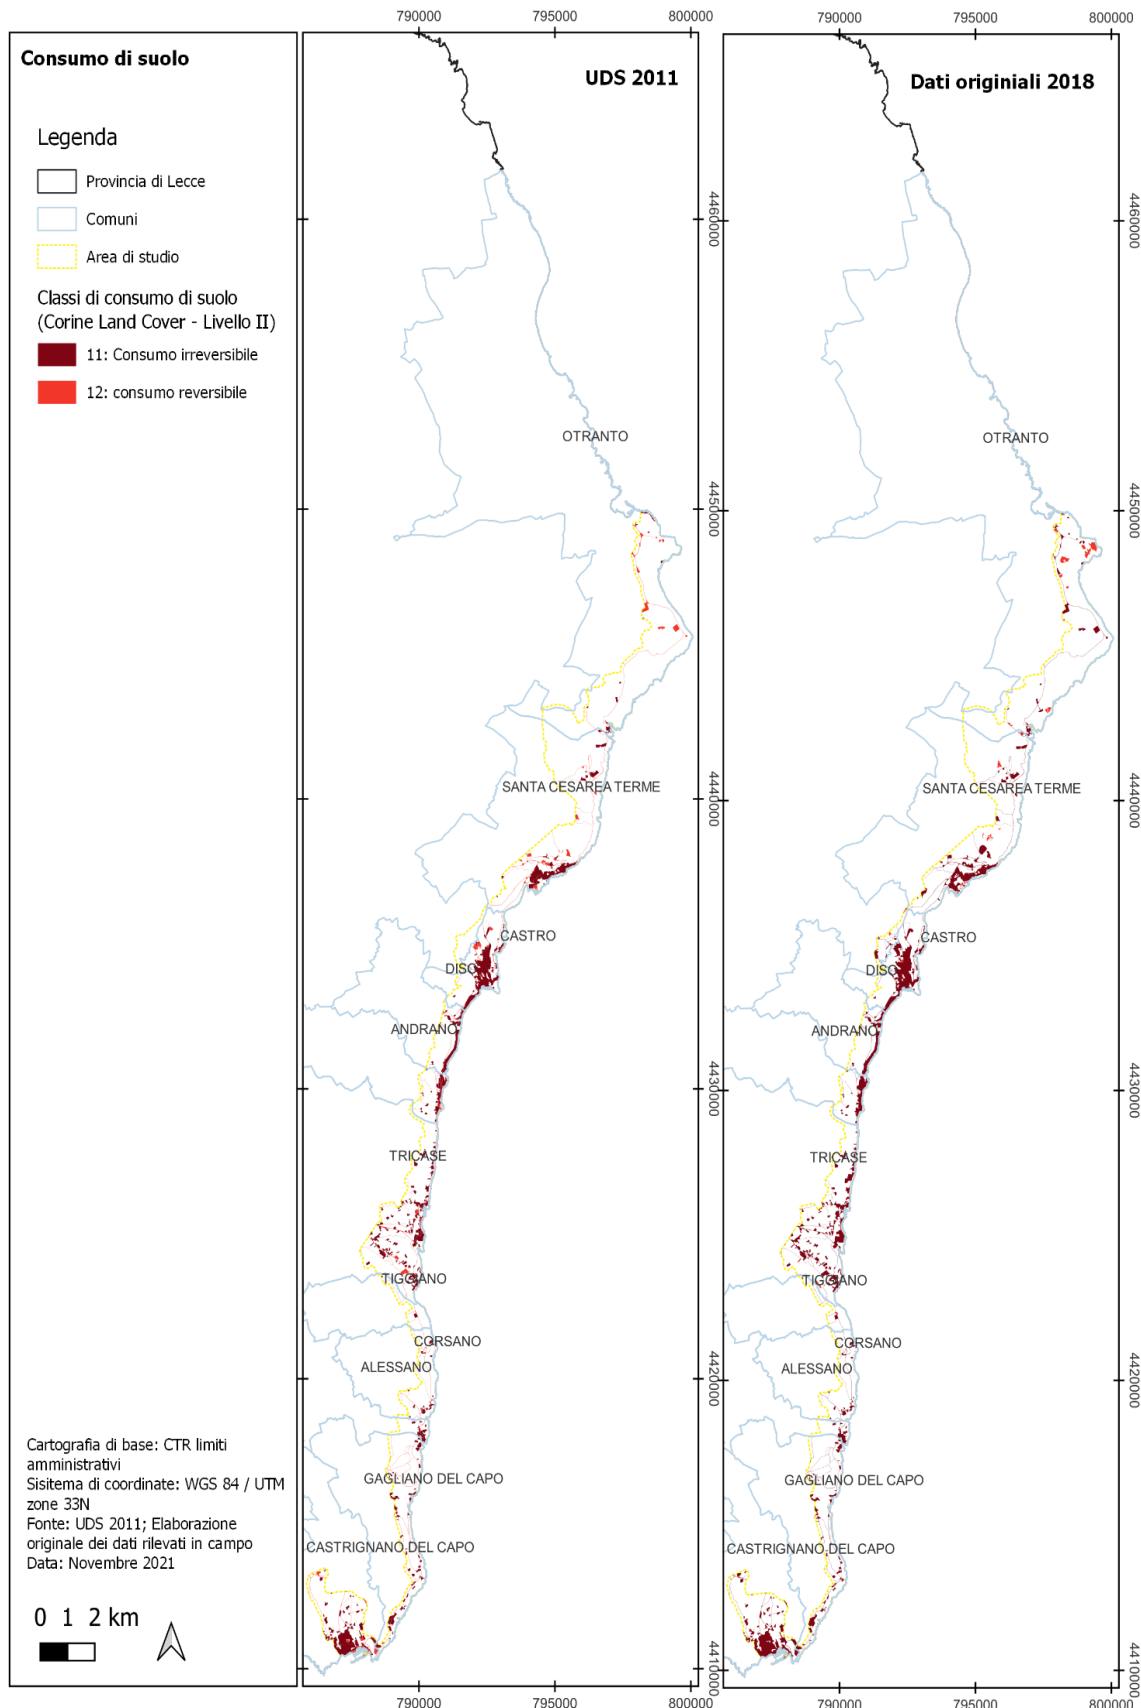 Consumo di suolo
Legenda
Provincia di Lecce
Comuni
Area di studio
Classi di consumo di suolo
(Corine Land Cover - Livello II)
11: Consumo irreversibile
12: consumo reversibile
Cartografia di base: CTR limiti
amministrativi
Sisitema di coordinate: WGS 84 / UTM
zone 33N
Fonte: UDS 2011; Elaborazione
originale dei dati rilevati in campo
Data: Novembre 2021
0 1 2 km
790000 795000 800000
UDS 2011
4460000
OTRANTO
4450000
SANTA CESAREA TERME
4440000
CASTRO
DISO
ANDRANO
4430000
TRICASE
TIGGIANO
CORSANO
ALESSANO
4420000
GAGLIANO DEL CAPO
CASTRIGNANO DEL CAPO
4410000
790000 795000 800000
790000 795000 800000
Dati originiali 2018
4460000
OTRANTO
4450000
SANTA CESAREA TERME
4440000
CASTRO
DISO
ANDRANO
4430000
TRICASE
TIGGIANO
CORSANO
ALESSANO
4420000
GAGLIANO DEL CAPO
CASTRIGNANO DEL CAPO
4410000
790000 795000 800000